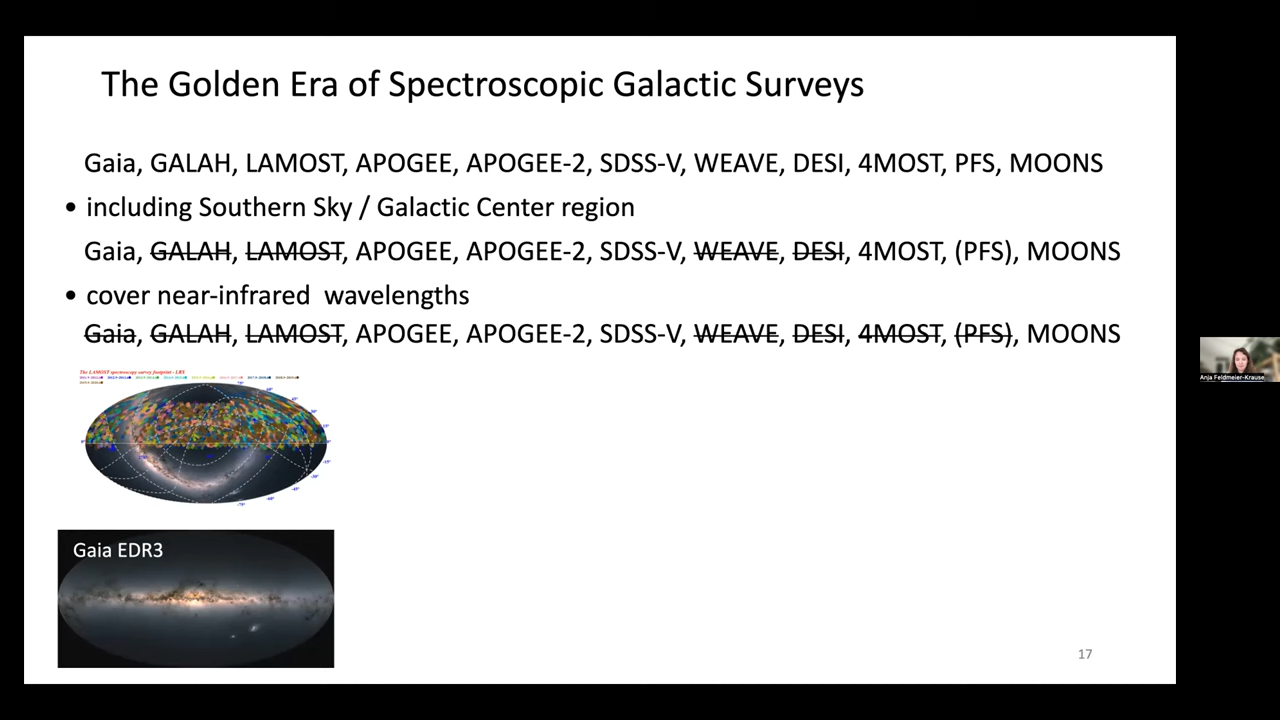 The Golden Era of Spectroscopic Galactic Surveys
Gaia, GALAH, LAMOST, APOGEE, APOGEE-2, SDSS-V, WEAVE, DESI, 4MOST, PFS, MOONS
• including Southern Sky / Galactic Center region
Gaia, GALAH, LAMOST, APOGEE, APOGEE-2, SDSS-V, WEAVE, DESI, 4MOST, (PFS), MOONS
• cover near-infrared wavelengths
Gaia, GALAH, LAMOST, APOGEE, APOGEE-2, SDSS-V, WEAVE, DESI, 4MOST, (PFS), MOONS
The LAMOST spectroscopy survey footprint - LRS
Gaia EDR3
17
Anja Feldmeier-Krause